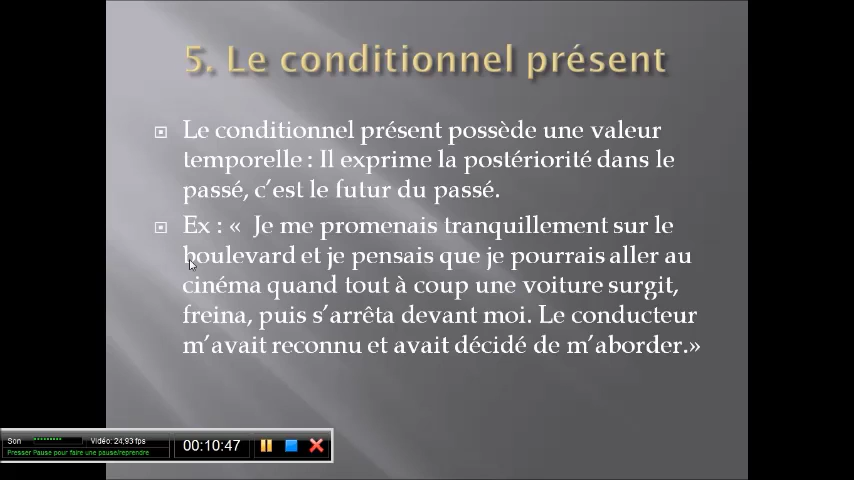 5. Le conditionnel présent
Le conditionnel présent possède une valeur
temporelle : Il exprime la postériorité dans le
passé, c’est le futur du passé.
Ex : «  Je me promenais tranquillement sur le
boulevard et je pensais que je pourrais aller au
cinéma quand tout à coup une voiture surgit,
freina, puis s’arrêta devant moi. Le conducteur
m’avait reconnu et avait décidé de m’aborder.»
Son
Vidéo: 24,93 fps
00:10:47
Presser Pause pour faire une pause/reprendre